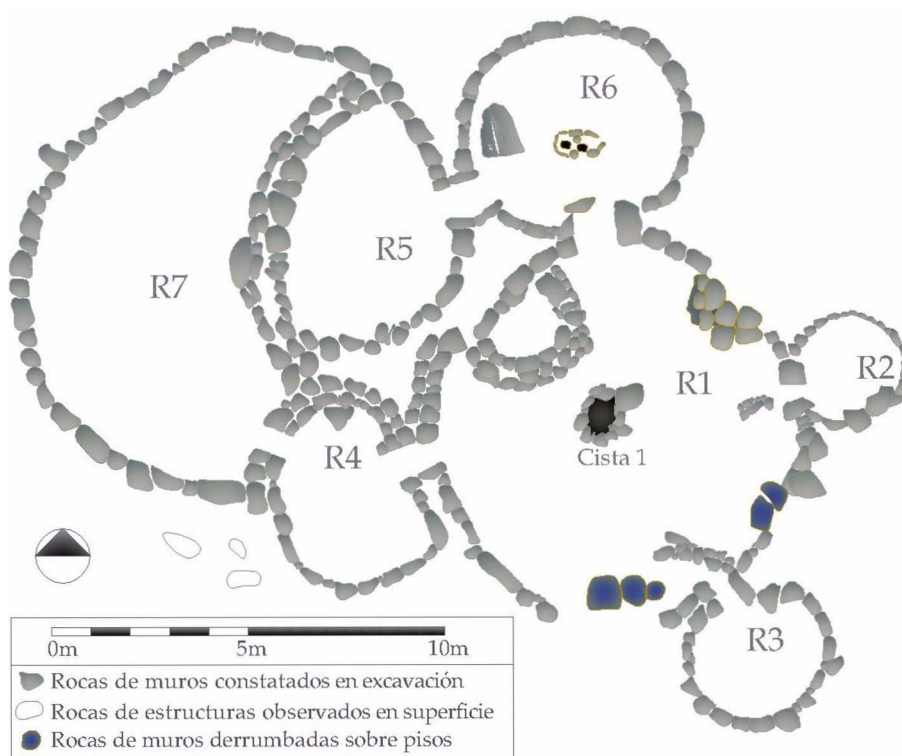 R6
R5
R7
R1
R2
R4
Cista 1
R3
0m 5m 10m
Rocas de muros constatados en excavación
Rocas de estructuras observados en superficie
Rocas de muros derrumbadas sobre pisos